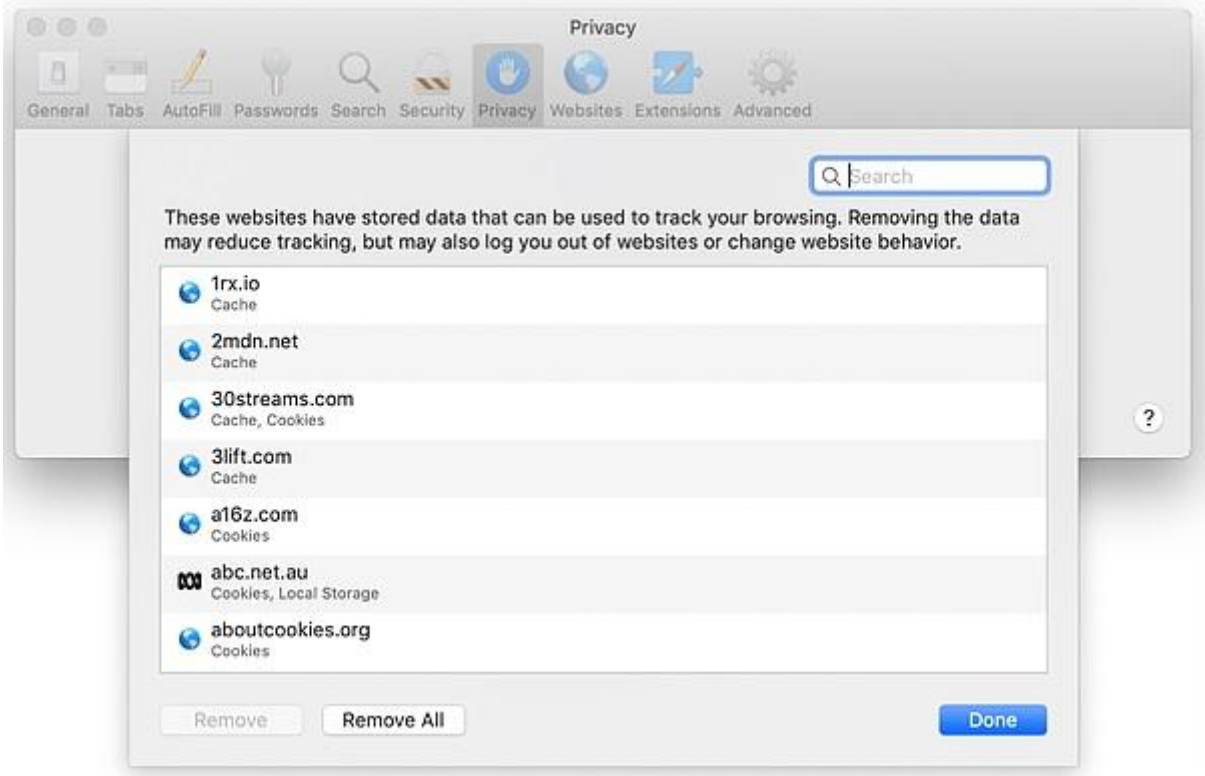 Privacy
General Tabs AutoFill Passwords Search Security Privacy Websites Extensions Advanced
Search
These websites have stored data that can be used to track your browsing. Removing the data
may reduce tracking, but may also log you out of websites or change website behavior.
1rx.io
Cache
2mdn.net
Cache
30streams.com
Cache, Cookies
3lift.com
Cache
a16z.com
Cookies
abc.net.au
Cookies, Local Storage
aboutcookies.org
Cookies
?
Remove Remove All Done